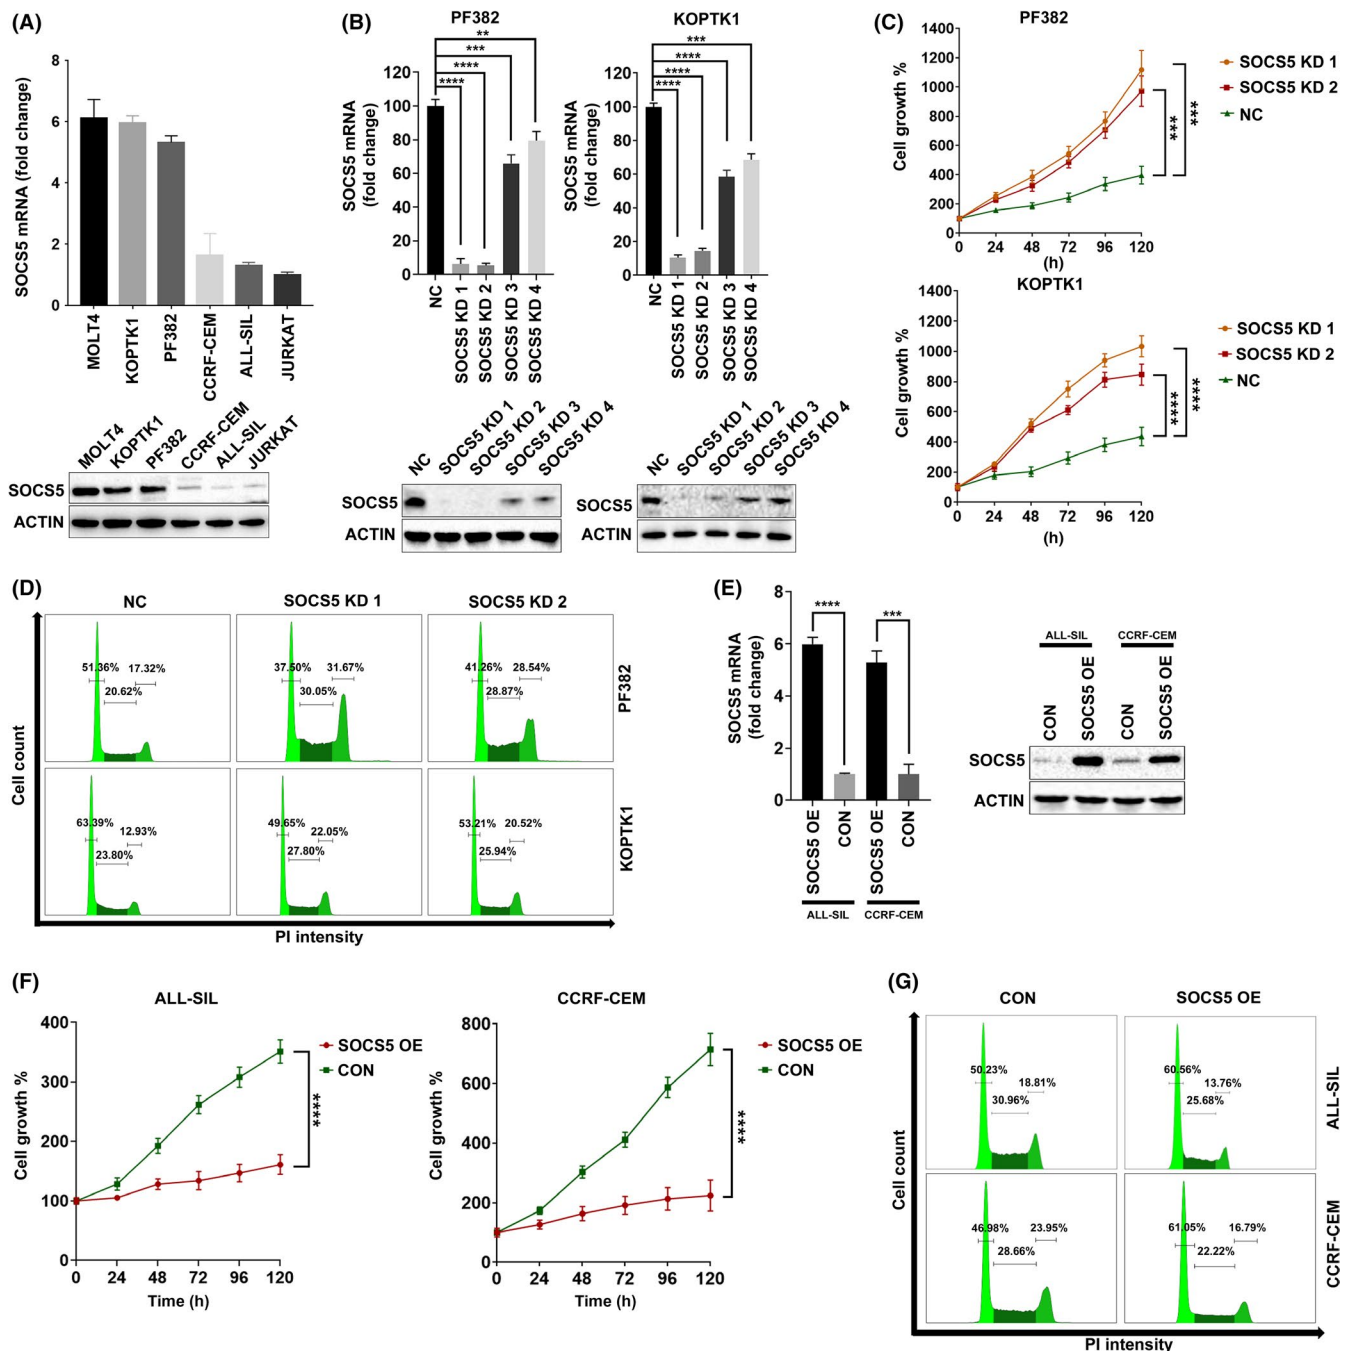 (A)
SOCS5 mRNA (fold change)
8
6
4
2
0
MOLT4
KOPTK1
PF382
CCRF-CEM
ALL-SIL
JURKAT
MOLT4
KOPTK1
PF382
CCRF-CEM
ALL-SIL
JURKAT
SOCS5
ACTIN
(B)
PF382
SOCS5 mRNA
(fold change)
120
100
80
60
40
20
0
**
***
****
****
NC
SOCS5 KD 1
SOCS5 KD 2
SOCS5 KD 3
SOCS5 KD 4
KOPTK1
SOCS5 mRNA
(fold change)
120
100
80
60
40
20
0
***
****
****
****
NC
SOCS5 KD 1
SOCS5 KD 2
SOCS5 KD 3
SOCS5 KD 4
NC
SOCS5 KD 1
SOCS5 KD 2
SOCS5 KD 3
SOCS5 KD 4
SOCS5
ACTIN
NC
SOCS5 KD 1
SOCS5 KD 2
SOCS5 KD 3
SOCS5 KD 4
SOCS5
ACTIN
(C)
PF382
Cell growth %
1400
1200
1000
800
600
400
200
0
0 24 48 72 96 120
(h)
SOCS5 KD 1
SOCS5 KD 2
NC
***
***
KOPTK1
Cell growth %
1400
1200
1000
800
600
400
200
0
0 24 48 72 96 120
(h)
SOCS5 KD 1
SOCS5 KD 2
NC
****
****
(D)
NC SOCS5 KD 1 SOCS5 KD 2
Cell count
51.36% 17.32%
20.62%
37.50% 31.67%
30.05%
41.26% 28.54%
28.87%
PF382
63.39% 12.93%
23.80%
49.65% 22.05%
27.80%
53.21% 20.52%
25.94%
KOPTK1
PI intensity
(E)
SOCS5 mRNA
(fold change)
8
6
4
2
0
****
***
SOCS5 OE
CON
SOCS5 OE
CON
ALL-SIL CCRF-CEM
ALL-SIL CCRF-CEM
CON
SOCS5 OE
CON
SOCS5 OE
SOCS5
ACTIN
(F)
ALL-SIL
Cell growth %
400
300
200
100
0
0 24 48 72 96 120
Time (h)
SOCS5 OE
CON
****
CCRF-CEM
Cell growth %
800
600
400
200
0
0 24 48 72 96 120
Time (h)
SOCS5 OE
CON
****
(G)
CON SOCS5 OE
Cell count
50.23% 18.81%
30.96%
60.56% 13.76%
25.68%
ALL-SIL
46.98% 23.95%
28.66%
61.05% 16.79%
22.22%
CCRF-CEM
PI intensity